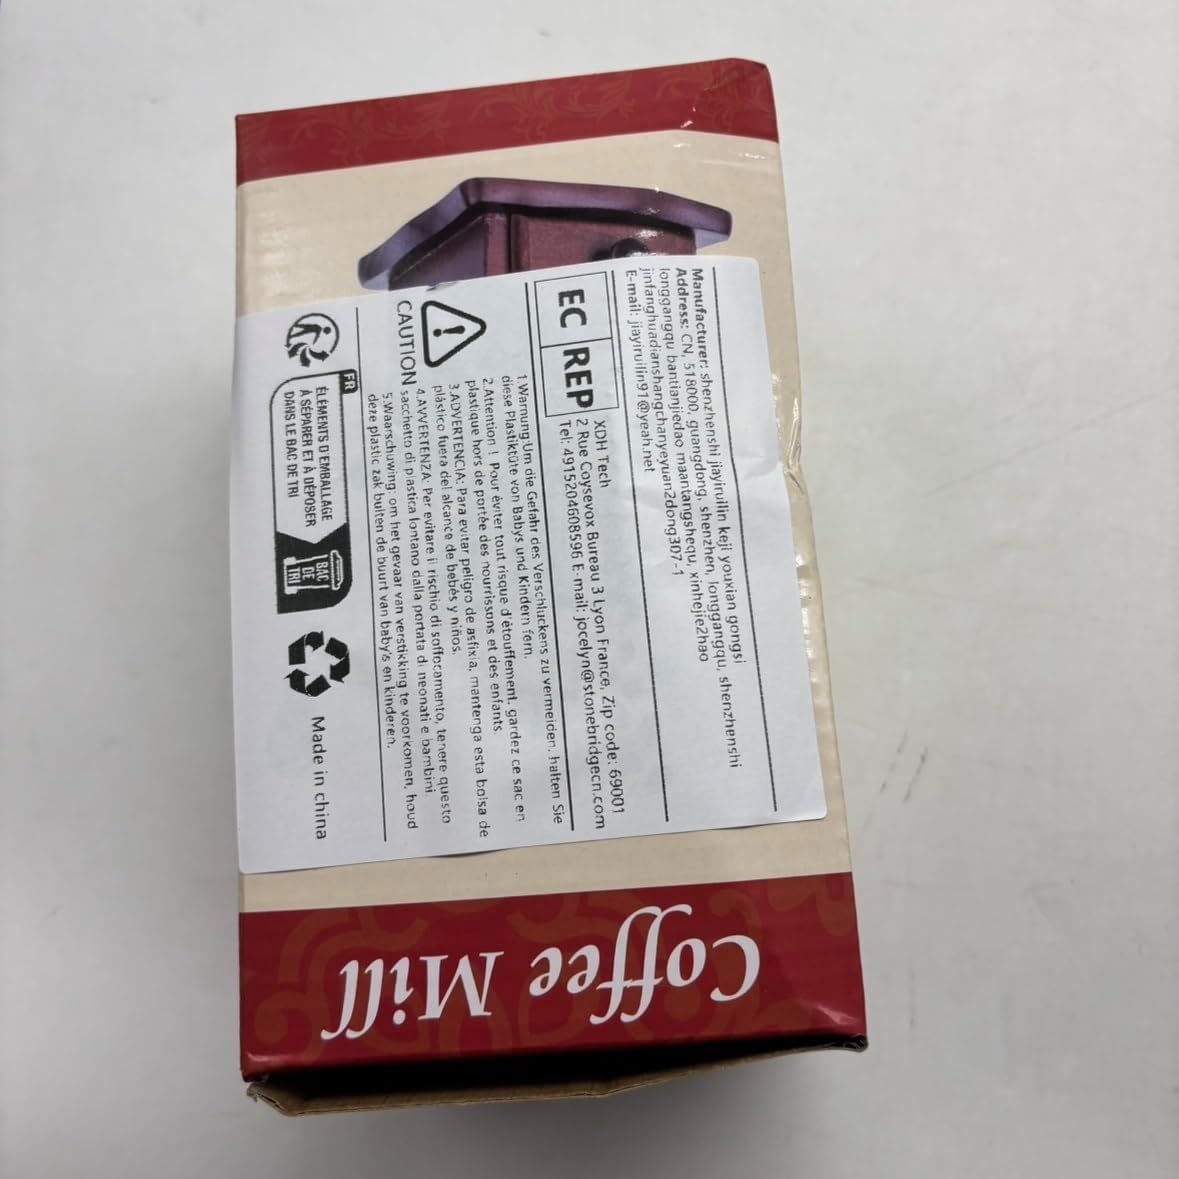 Manufacturer: shenzhenshi jiayiruilin keji youxian gongsi
Address: CN, 518000, guangdong, shenzhen, longgangqu, shenzhenshi
longgangqu bantianjiedao maantangshequ, xinhejie2hao
jinfanghuadianshangchanyeyuan2dong307-1
E-mail: jiayiruilin91@yeah.net
EC REP
XDH Tech
2 Rue Coysevox Bureau 3 Lyon France, Zip code: 69001
Tel: 4915204608596 E-mail: jocelyn@stonebridgecn.com
CAUTION
1.Warnung:Um die Gefahr des Verschluckens zu vermeiden, halten Sie
diese Plastiktüte von Babys und Kindern fern.
2.Attention ! Pour éviter tout risque d'étouffement, gardez ce sac en
plastique hors de portée des nourrissons et des enfants.
3.ADVERTENCIA: Para evitar peligro de asfixia, mantenga esta bolsa de
plástico fuera del alcance de bebés y niños.
4.AVVERTENZA: Per evitare il rischio di soffocamento, tenere questo
sacchetto di plastica lontano dalla portata di neonati e bambini.
5.Waarschuwing: om het gevaar van verstikking te voorkomen, houd
deze plastic zak buiten de buurt van baby's en kinderen.
FR
ÉLÉMENTS D'EMBALLAGE
À SÉPARER ET À DÉPOSER
DANS LE BAC DE TRI
BAC
DE
TRI
Made in china
Coffee Mill